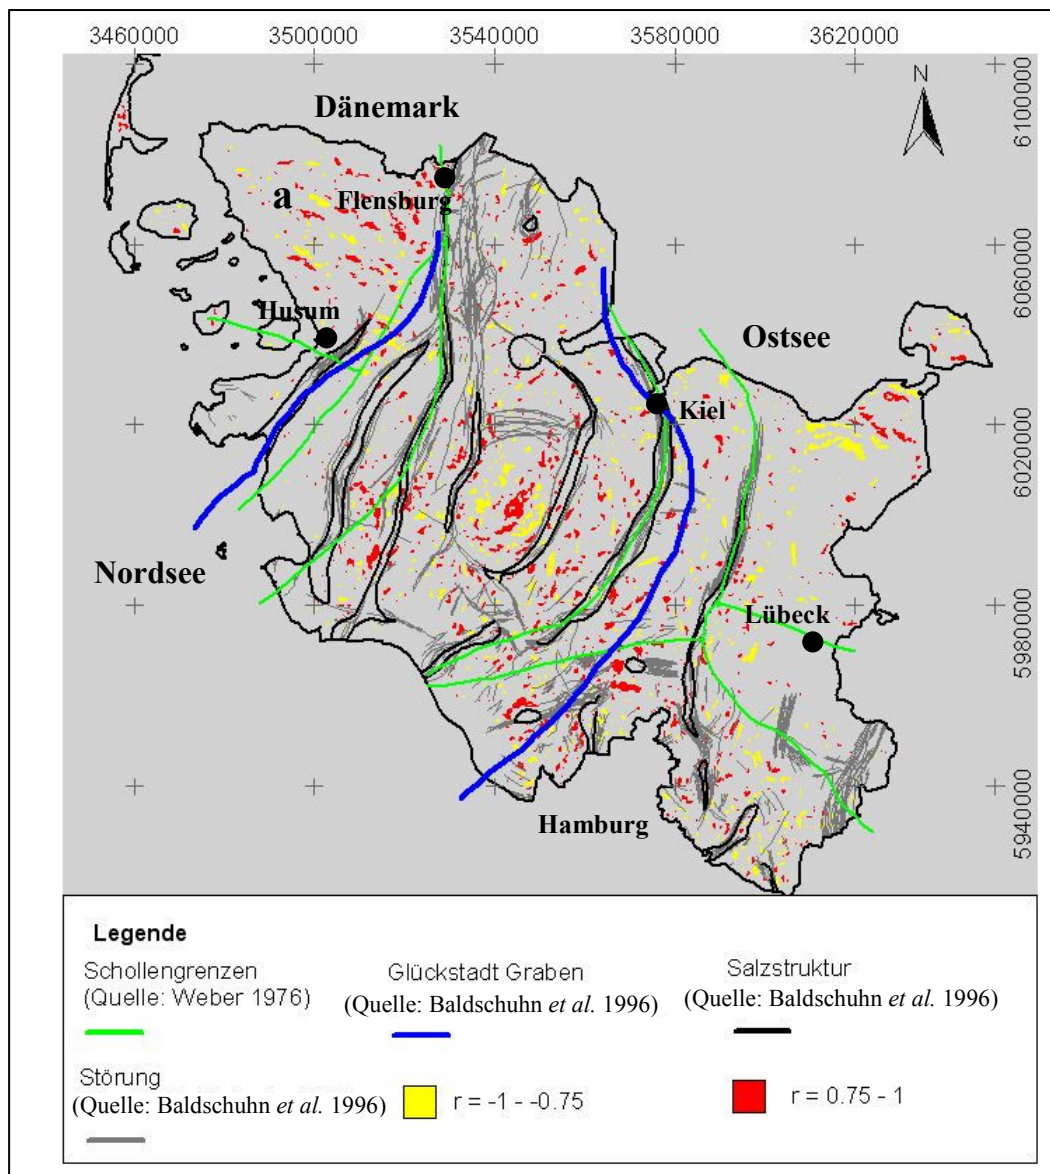 3460000 3500000 3540000 3580000 3620000
N
6100000
Dänemark
a
Flensburg
6060000
Husum
Ostsee
Kiel
6020000
Nordsee
Lübeck
5980000
Hamburg
5940000
Legende
Schollengrenzen
(Quelle: Weber 1976)
Glückstadt Graben
(Quelle: Baldschuhn et al. 1996)
Salzstruktur
(Quelle: Baldschuhn et al. 1996)
Störung
(Quelle: Baldschuhn et al. 1996)
r = -1 - -0.75
r = 0.75 - 1